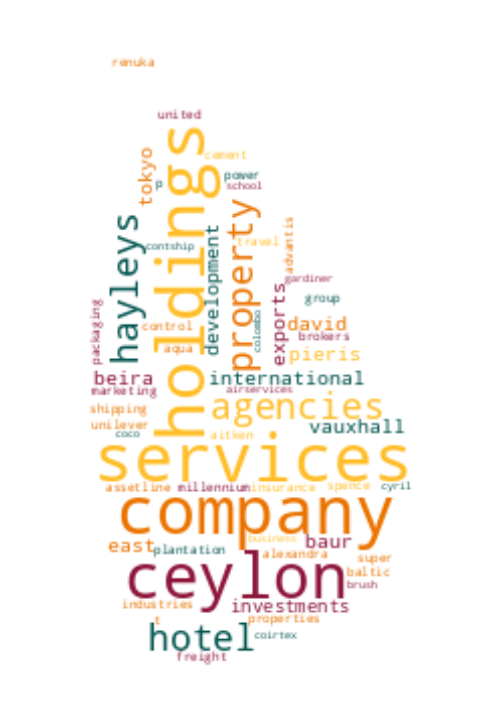 renuka
united
holdings
cement
tokyo
p
power
school
hayleys
contship
development
property
travel
advantis
gardiner
group
exports
colombo
david
brokers
packaging
control
aqua
pieris
beira
international
marketing
airservices
shipping
agencies
unilever
coco
aitken
vauxhall
services
assetline
millennium
insurance
spence
cyril
company
business
baur
east
plantation
alexandra
super
baltic
ceylon
brush
industries
investments
t
properties
hotel
coirtex
freight